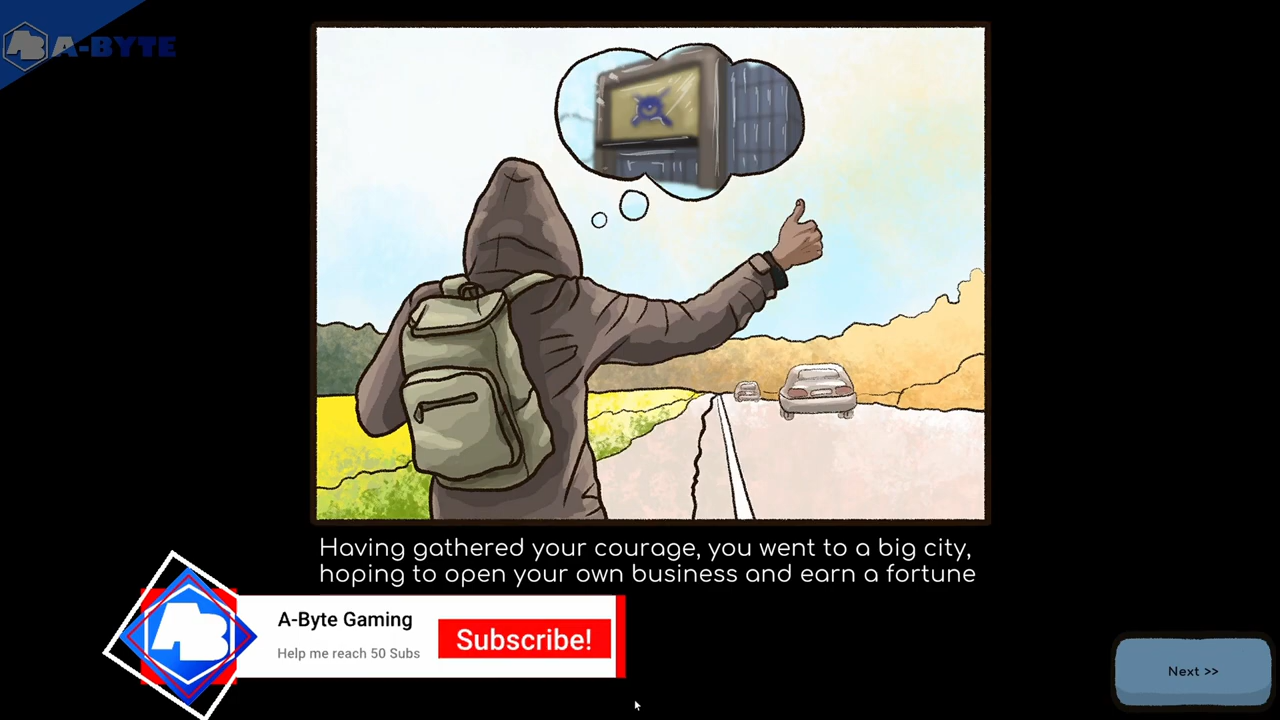 A-BYTE
Having gathered your courage, you went to a big city,
hoping to open your own business and earn a fortune
A-Byte Gaming
Subscribe!
Help me reach 50 Subs
Next >>